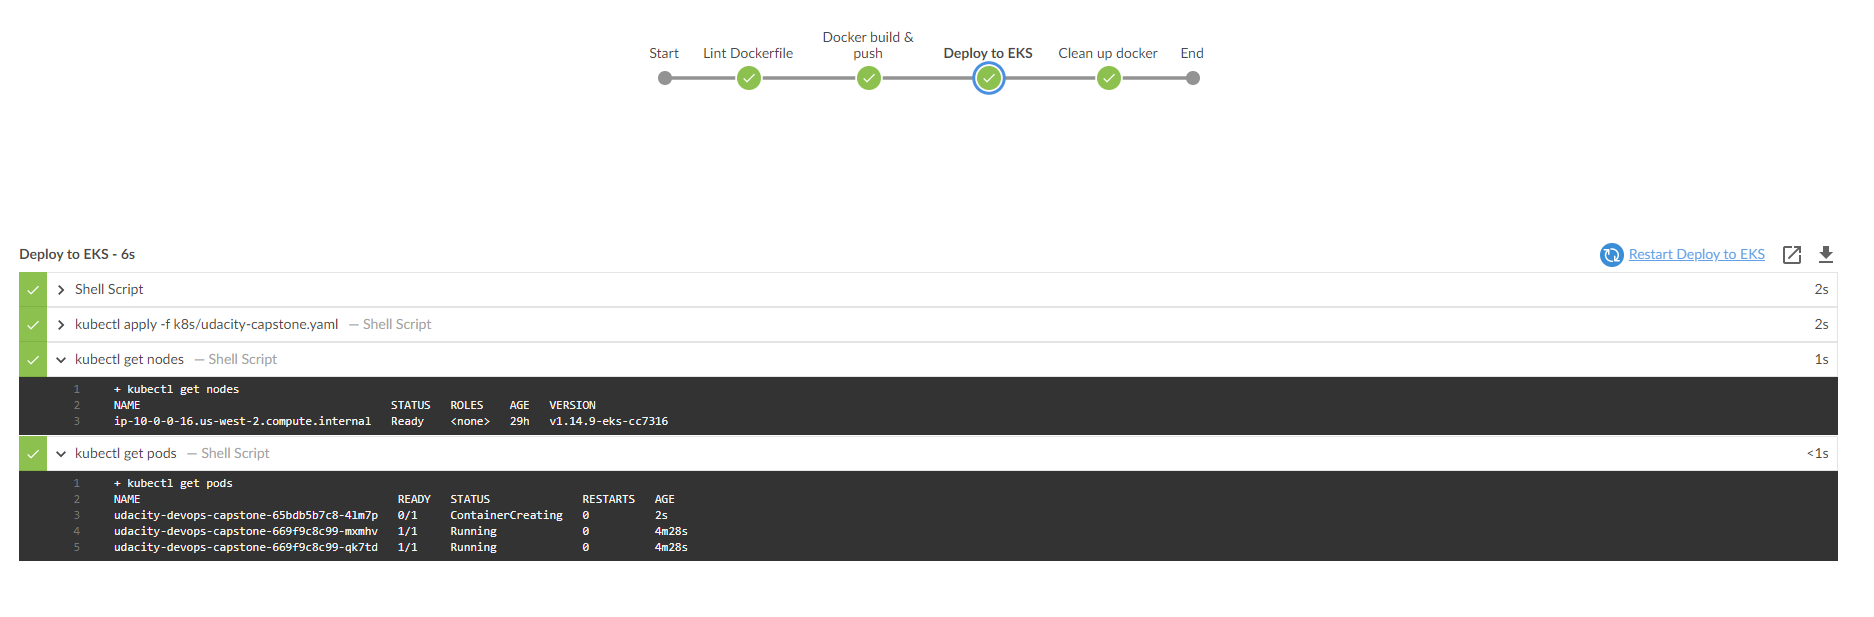 Start
Lint Dockerfile
Docker build &
push
Deploy to EKS
Clean up docker
End
Deploy to EKS - 6s
Restart Deploy to EKS
Shell Script
2s
kubectl apply -f k8s/udacity-capstone.yaml — Shell Script
2s
kubectl get nodes — Shell Script
1s
1 + kubectl get nodes
2 NAME STATUS ROLES AGE VERSION
3 ip-10-0-0-16.us-west-2.compute.internal Ready <none> 29h v1.14.9-eks-cc7316
kubectl get pods — Shell Script
<1s
1 + kubectl get pods
2 NAME READY STATUS RESTARTS AGE
3 udacity-devops-capstone-65bdb5b7c8-4lm7p 0/1 ContainerCreating 0 2s
4 udacity-devops-capstone-669f9c8c99-mxmhv 1/1 Running 0 4m28s
5 udacity-devops-capstone-669f9c8c99-qk7td 1/1 Running 0 4m28s